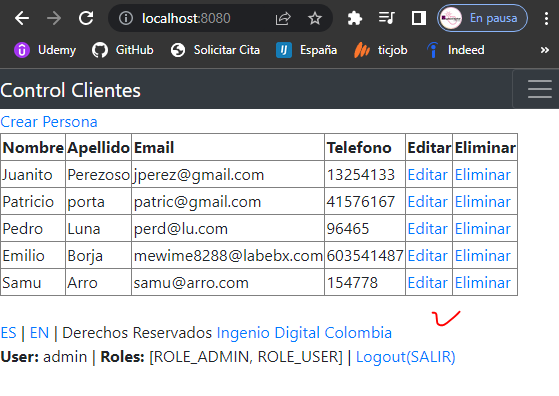 localhost:8080
En pausa
Udemy GitHub Solicitar Cita España ticjob Indeed
Control Clientes
Crear Persona
Nombre Apellido Email Telefono Editar Eliminar
Juanito Perezoso jperez@gmail.com 13254133 Editar Eliminar
Patricio porta patric@gmail.com 41576167 Editar Eliminar
Pedro Luna perd@lu.com 96465 Editar Eliminar
Emilio Borja mewime8288@labebx.com 603541487 Editar Eliminar
Samu Arro samu@arro.com 154778 Editar Eliminar
ES | EN | Derechos Reservados Ingenio Digital Colombia
User: admin | Roles: [ROLE_ADMIN, ROLE_USER] | Logout(SALIR)